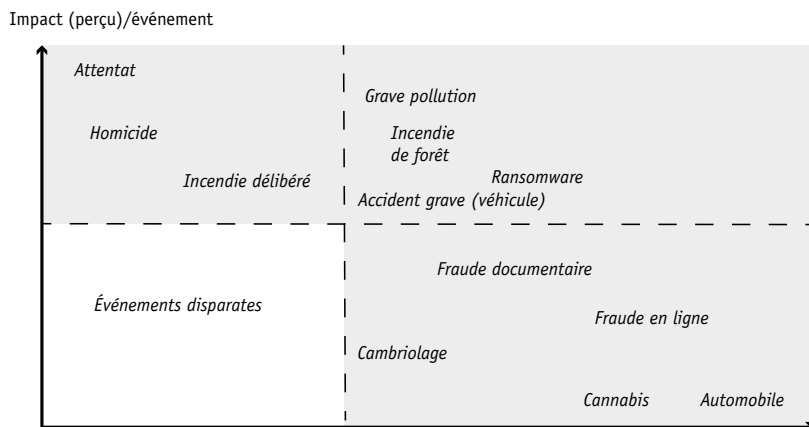 Impact (perçu)/événement
Attentat
Grave pollution
Homicide
Incendie
de forêt
Incendie délibéré
Ransomware
Accident grave (véhicule)
Fraude documentaire
Événements disparates
Fraude en ligne
Cambriolage
Cannabis
Automobile